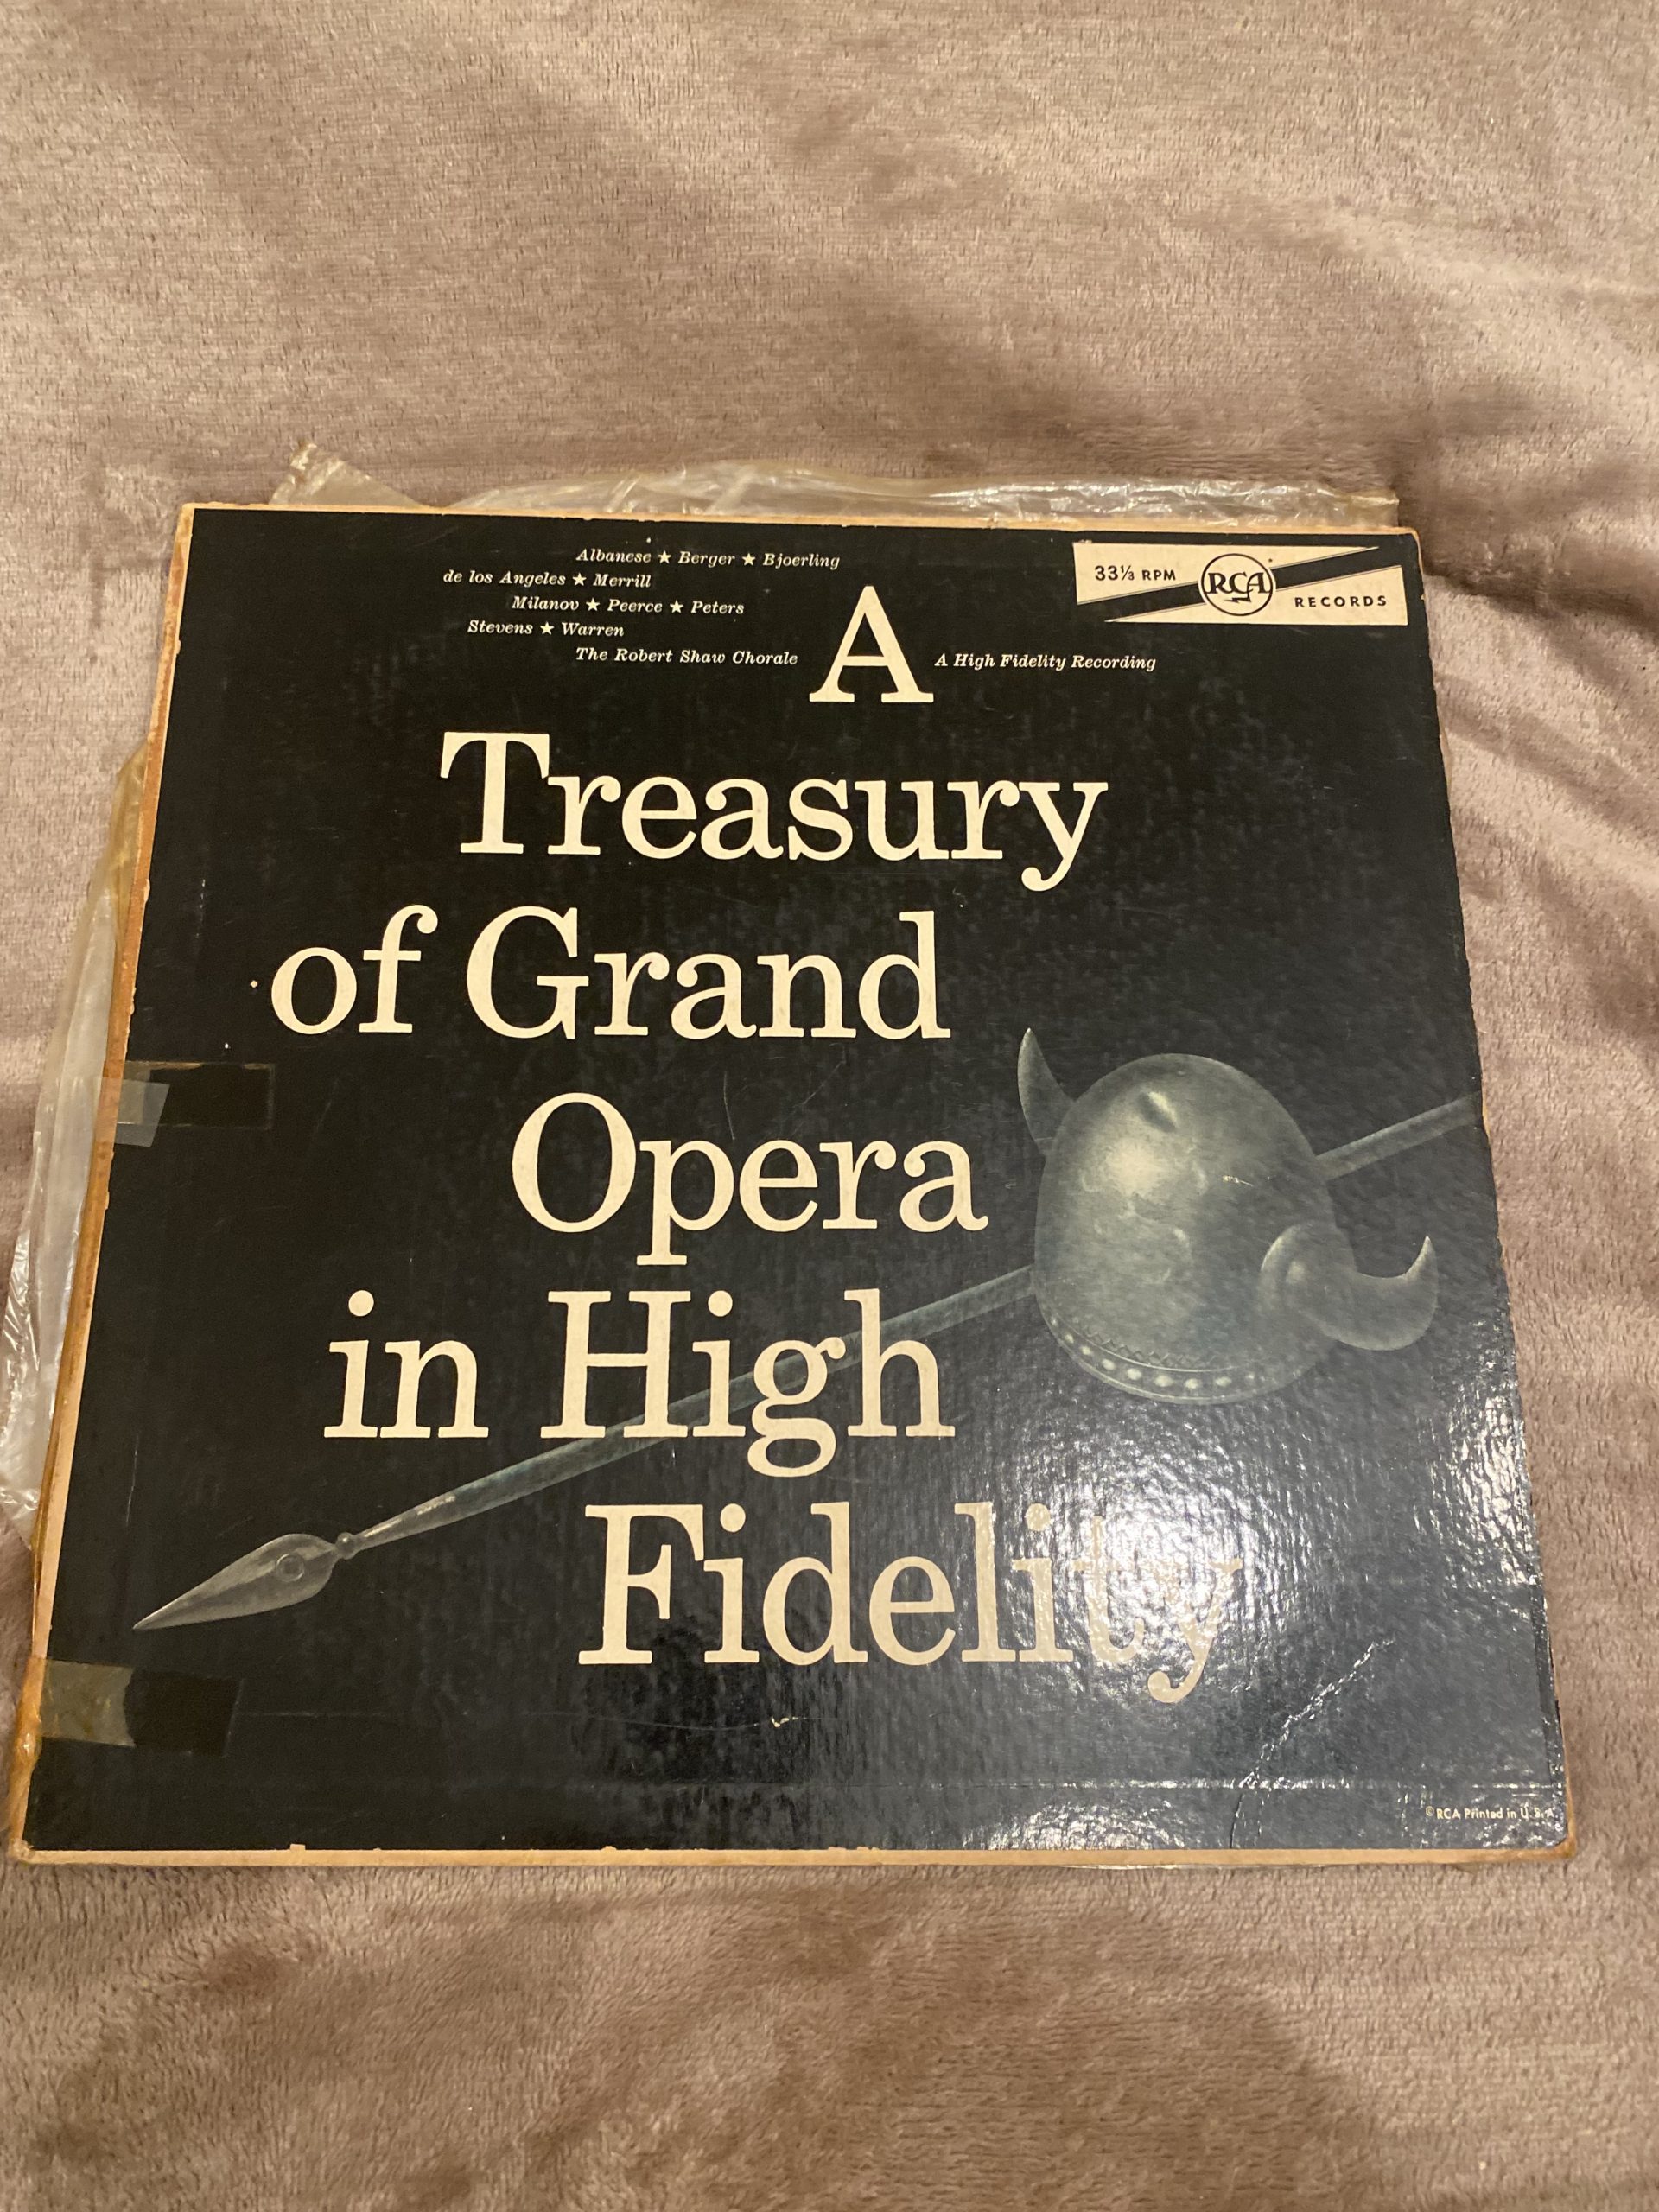 Albanese ★ Berger ★ Bjoerling
de los Angeles ★ Merrill
Milanov ★ Peerce ★ Peters
Stevens ★ Warren
The Robert Shaw Chorale
33⅓ RPM
RCA
RECORDS
A
A High Fidelity Recording
Treasury
of Grand
Opera
in High
Fidelity
©RCA Printed in U.S.A.